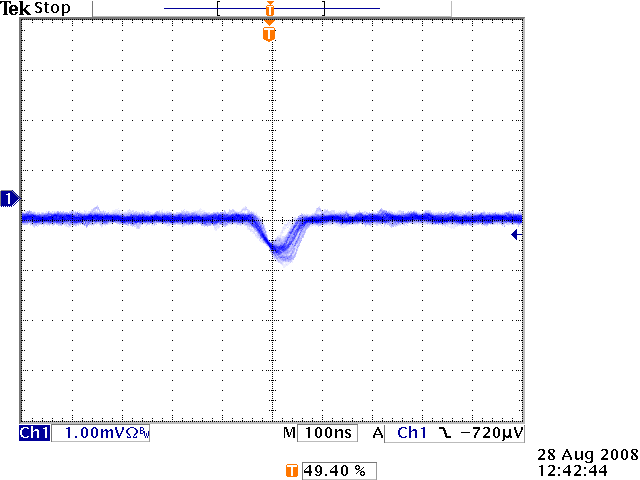 Tek Stop
T
T
1
Ch1 1.00mVΩBW M 100ns A Ch1 −720µV
T 49.40 %
28 Aug 2008
12:42:44